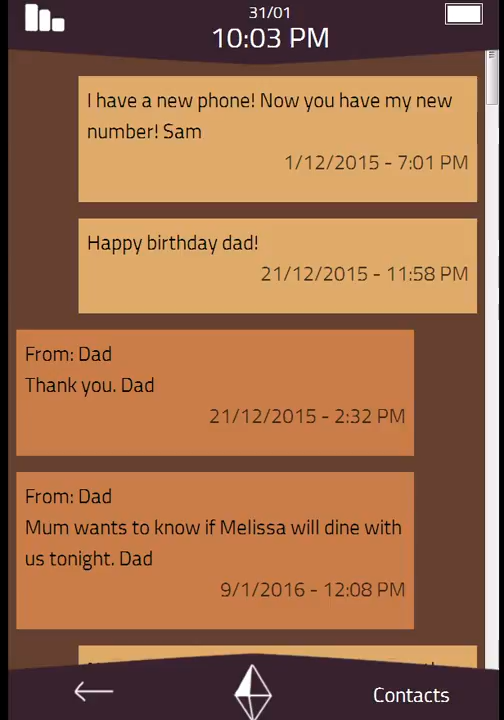 31/01
10:03 PM
I have a new phone! Now you have my new
number! Sam
1/12/2015 - 7:01 PM
Happy birthday dad!
21/12/2015 - 11:58 PM
From: Dad
Thank you. Dad
21/12/2015 - 2:32 PM
From: Dad
Mum wants to know if Melissa will dine with
us tonight. Dad
9/1/2016 - 12:08 PM
Contacts